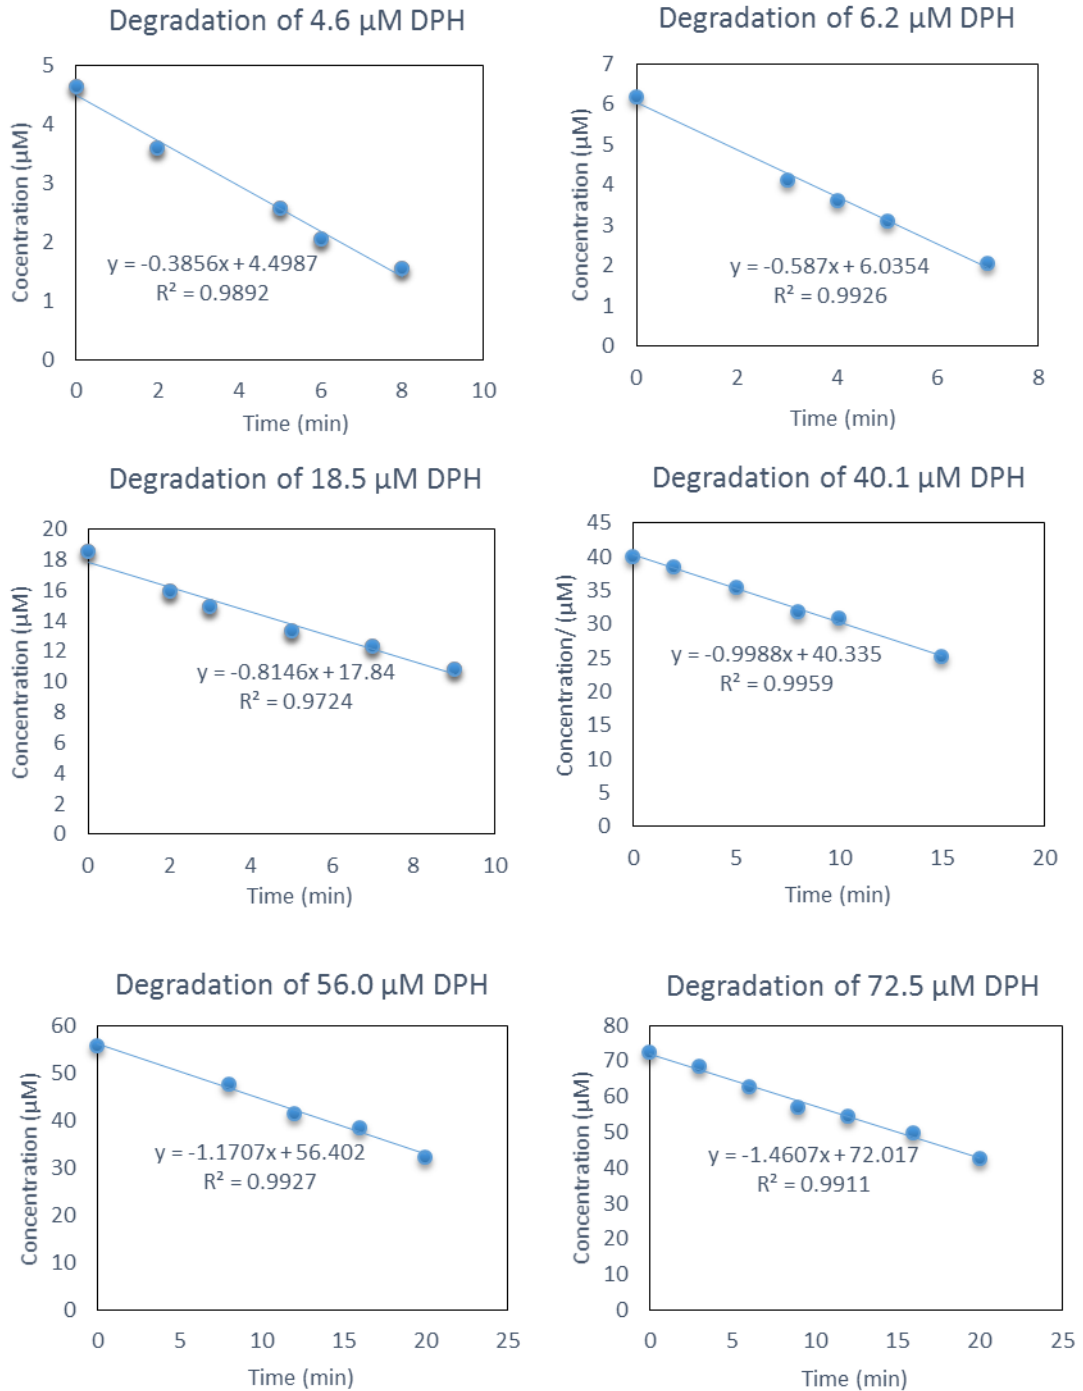 Degradation of 4.6 µM DPH
5
4
3
2
1
0
Cocentration (µM)
y = -0.3856x + 4.4987
R² = 0.9892
0 2 4 6 8 10
Time (min)
Degradation of 6.2 µM DPH
7
6
5
4
3
2
1
0
Concentration (µM)
y = -0.587x + 6.0354
R² = 0.9926
0 2 4 6 8
Time (min)
Degradation of 18.5 µM DPH
20
18
16
14
12
10
8
6
4
2
0
Concentration (µM)
y = -0.8146x + 17.84
R² = 0.9724
0 2 4 6 8 10
Time (min)
Degradation of 40.1 µM DPH
45
40
35
30
25
20
15
10
5
0
Concentration/ (µM)
y = -0.9988x + 40.335
R² = 0.9959
0 5 10 15 20
Time (min)
Degradation of 56.0 µM DPH
60
50
40
30
20
10
0
Concentration (µM)
y = -1.1707x + 56.402
R² = 0.9927
0 5 10 15 20 25
Time (min)
Degradation of 72.5 µM DPH
80
70
60
50
40
30
20
10
0
Concentration (µM)
y = -1.4607x + 72.017
R² = 0.9911
0 5 10 15 20 25
Time (min)